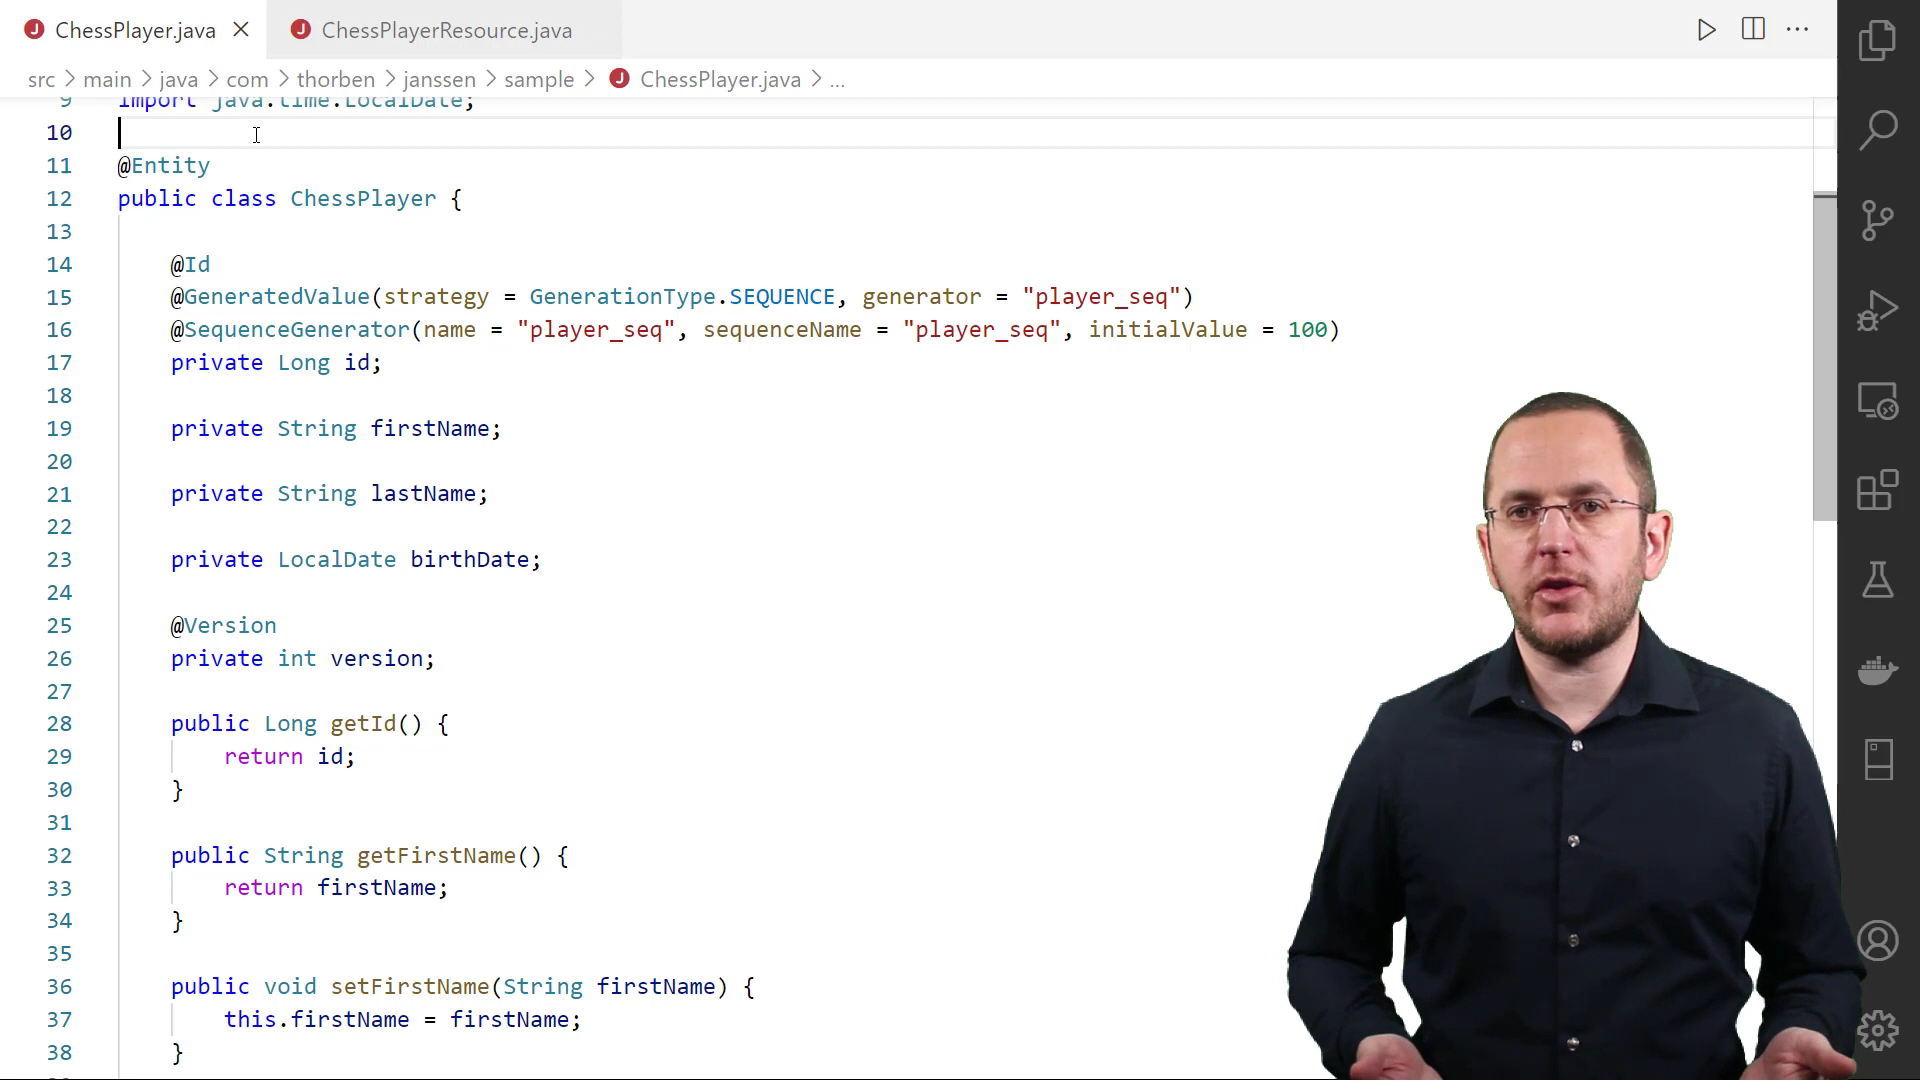 ChessPlayer.java
ChessPlayerResource.java
src > main > java > com > thorben > janssen > sample > ChessPlayer.java > ...
9 import java.time.LocalDate;
10
11 @Entity
12 public class ChessPlayer {
13
14 @Id
15 @GeneratedValue(strategy = GenerationType.SEQUENCE, generator = "player_seq")
16 @SequenceGenerator(name = "player_seq", sequenceName = "player_seq", initialValue = 100)
17 private Long id;
18
19 private String firstName;
20
21 private String lastName;
22
23 private LocalDate birthDate;
24
25 @Version
26 private int version;
27
28 public Long getId() {
29 return id;
30 }
31
32 public String getFirstName() {
33 return firstName;
34 }
35
36 public void setFirstName(String firstName) {
37 this.firstName = firstName;
38 }